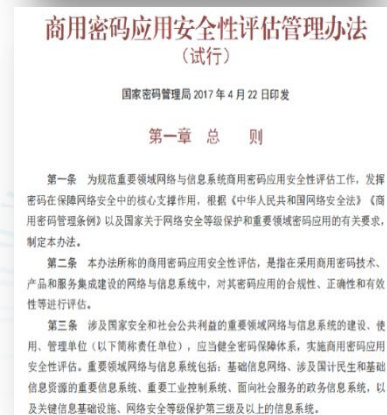 商用密码应用安全性评估管理办法
（试行）
国家密码管理局 2017 年 4 月 22 日印发
第一章 总 则
第一条 为规范重要领域网络与信息系统商用密码应用安全性评估工作，发挥
密码在保障网络安全中的核心支撑作用，根据《中华人民共和国网络安全法》《商
用密码管理条例》以及国家关于网络安全等级保护和重要领域密码应用的有关要求，
制定本办法。
第二条 本办法所称的商用密码应用安全性评估，是指在采用商用密码技术、
产品和服务集成建设的网络与信息系统中，对其密码应用的合规性、正确性和有效
性等进行评估。
第三条 涉及国家安全和社会公共利益的重要领域网络与信息系统的建设、使
用、管理单位（以下简称责任单位），应当健全密码保障体系，实施商用密码应用
安全性评估。重要领域网络与信息系统包括：基础信息网络、涉及国计民生和基础
信息资源的重要信息系统、重要工业控制系统、面向社会服务的政务信息系统，以
及关键信息基础设施、网络安全等级保护第三级及以上的信息系统。